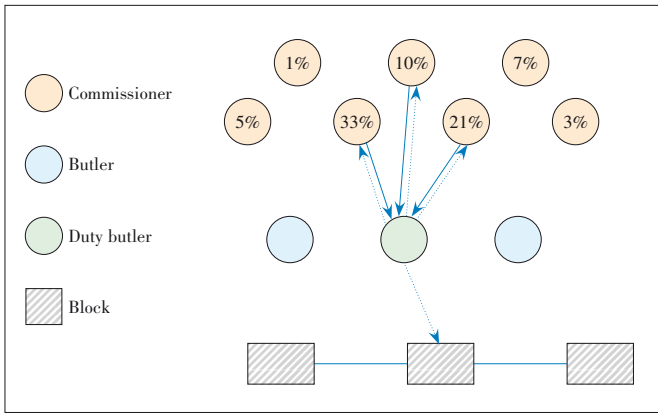 1%
10%
7%
Commissioner
5%
33%
21%
3%
Butler
Duty butler
Block